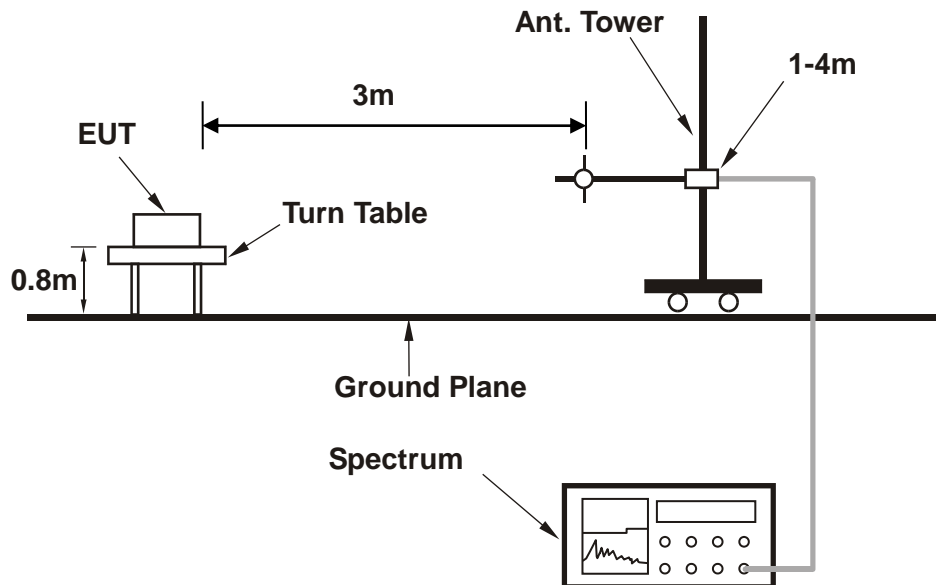 Ant. Tower
1-4m
3m
EUT
Turn Table
0.8m
Ground Plane
Spectrum